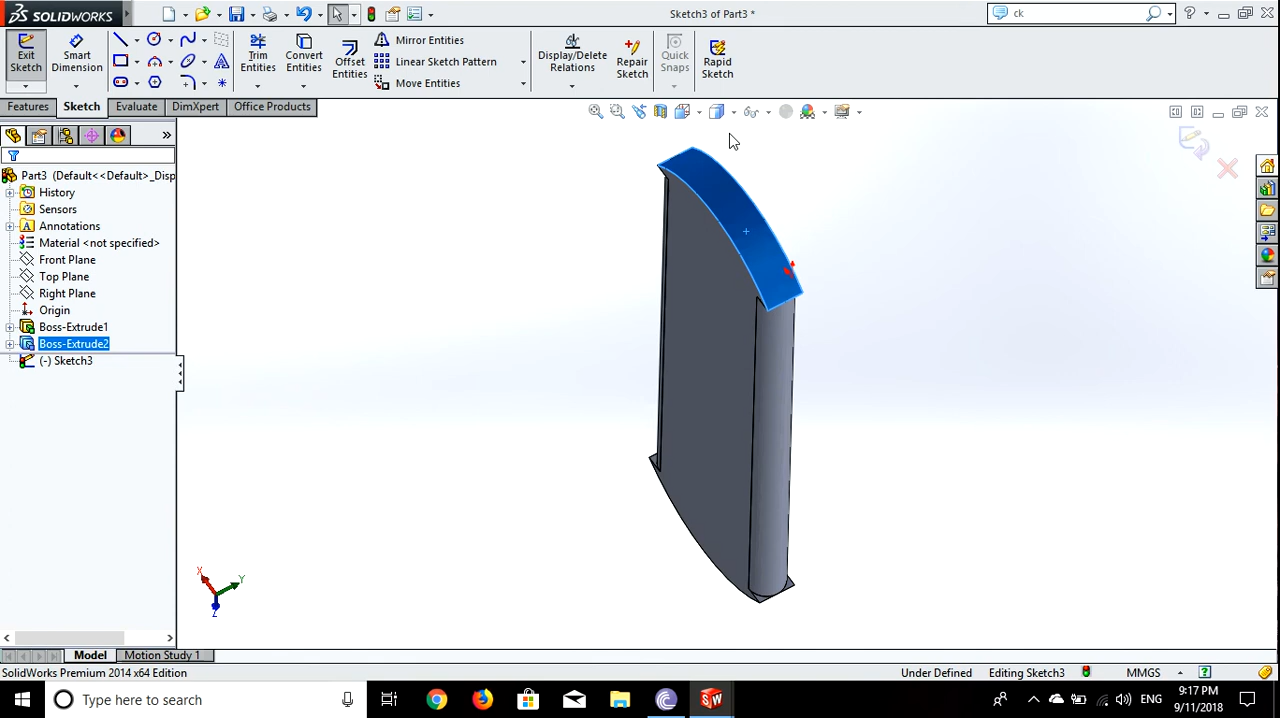 SOLIDWORKS
Sketch3 of Part3 *
ck
Exit Sketch
Smart Dimension
Trim Entities
Convert Entities
Offset Entities
Mirror Entities
Linear Sketch Pattern
Move Entities
Display/Delete Relations
Repair Sketch
Quick Snaps
Rapid Sketch
Features
Sketch
Evaluate
DimXpert
Office Products
Part3 (Default<<Default>_Disp
History
Sensors
Annotations
Material <not specified>
Front Plane
Top Plane
Right Plane
Origin
Boss-Extrude1
Boss-Extrude2
(-) Sketch3
X
Y
Z
Model
Motion Study 1
SolidWorks Premium 2014 x64 Edition
Under Defined
Editing Sketch3
MMGS
Type here to search
ENG
9:17 PM
9/11/2018